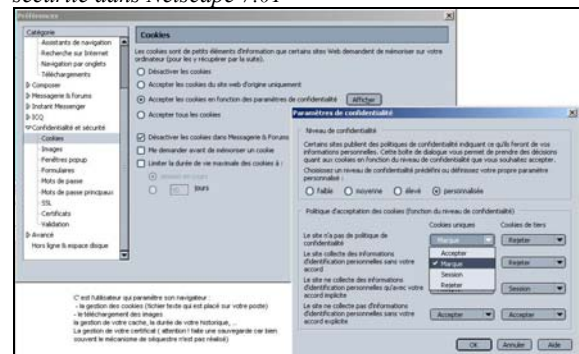 sécurité dans Netscape 7.01
Préférences
Catégorie
Assistants de navigation
Recherche sur Internet
Navigation par onglets
Téléchargements
Composer
Messagerie & forums
Instant Messenger
ICQ
Confidentialité et sécurité
Cookies
Images
Fenêtres popup
Formulaires
Mots de passe
Mots de passe principaux
SSL
Certificats
Validation
Avancé
Hors ligne & espace disque
Cookies
Les cookies sont de petits éléments d'information que certains sites Web demandent de mémoriser sur votre
ordinateur (pour les y récupérer par la suite).
Désactiver les cookies
Accepter les cookies du site web d'origine uniquement
Accepter les cookies en fonction des paramètres de confidentialité
Afficher
Accepter tous les cookies
Désactiver les cookies dans Messagerie & Forums
Me demander avant de mémoriser un cookie
Limiter la durée de vie maximale des cookies à :
jours
Paramètres de confidentialité
Niveau de confidentialité
Certains sites publient des politiques de confidentialité indiquant ce qu'ils feront de vos
informations personnelles. Cette boîte de dialogue vous permet de prendre des décisions
quant aux cookies en fonction du niveau de confidentialité que vous souhaitez accepter.
Choisissez un niveau de confidentialité prédéfini ou définissez votre propre paramètre
personnalisé :
faible
moyenne
élevé
personnalisée
Politique d'acceptation des cookies (fonction du niveau de confidentialité)
Cookies uniques
Cookies de tiers
Le site n'a pas de politique de
confidentialité
Marque
Rejeter
Le site collecte des informations
d'identification personnelles sans votre
accord
Accepter
Marque
Session
Rejeter
Rejeter
Le site ne collecte des informations
d'identification personnelles qu'avec votre
accord implicite
Session
Le site ne collecte pas d'informations
d'identification personnelles sans votre
accord explicite
Accepter
Accepter
OK
Annuler
Aide
C'est l'utilisateur qui paramètre son navigateur :
- la gestion des cookies (fichier texte qui est placé sur votre poste)
- le téléchargement des images
la gestion de votre cache, la durée de votre historique, ...
La gestion de votre certificat ( attention ! faite une sauvegarde car bien
souvent le mécanisme de séquestre n'est pas réalisé)